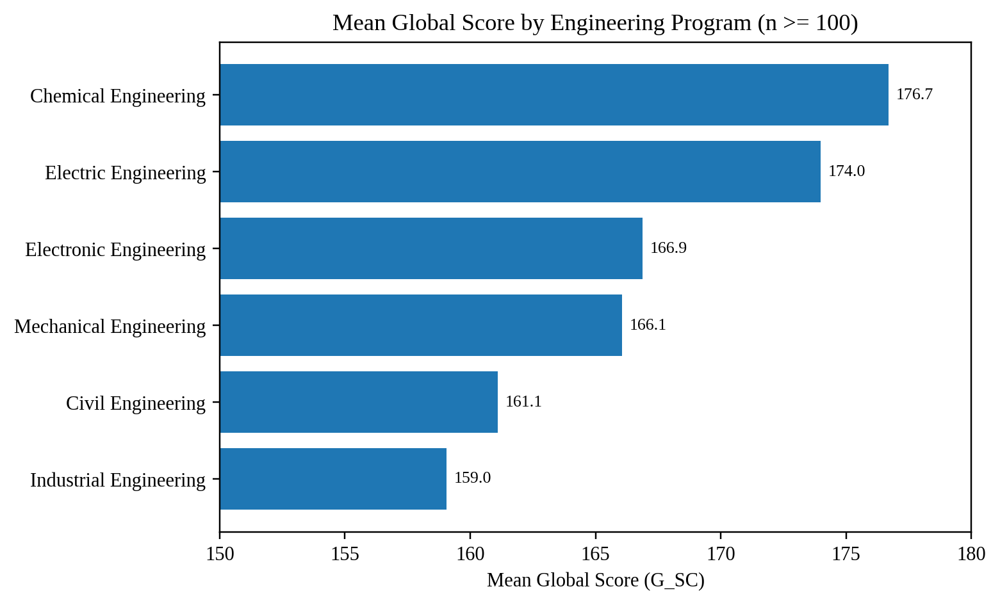 Mean Global Score by Engineering Program (n >= 100)
Chemical Engineering 176.7
Electric Engineering 174.0
Electronic Engineering 166.9
Mechanical Engineering 166.1
Civil Engineering 161.1
Industrial Engineering 159.0
150 155 160 165 170 175 180
Mean Global Score (G_SC)